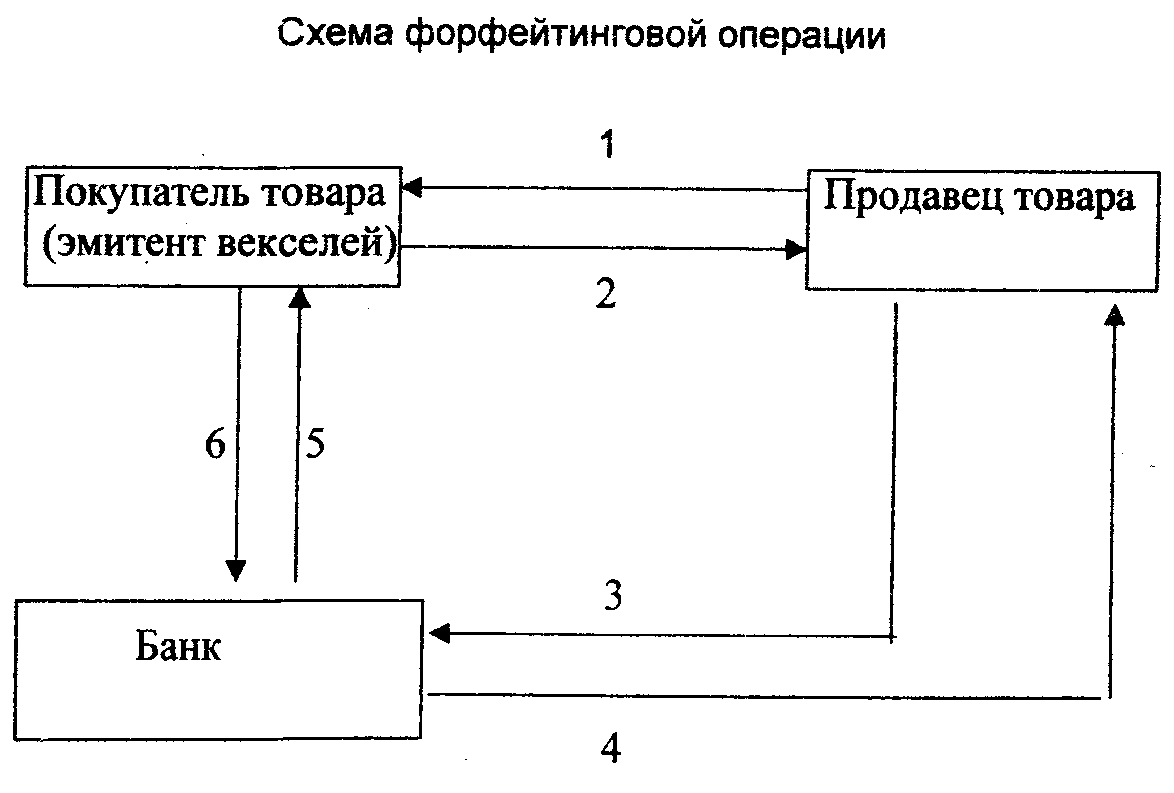 Схема форфейтинговой операции
1
Покупатель товара
(эмитент векселей)
Продавец товара
2
6
5
3
Банк
4